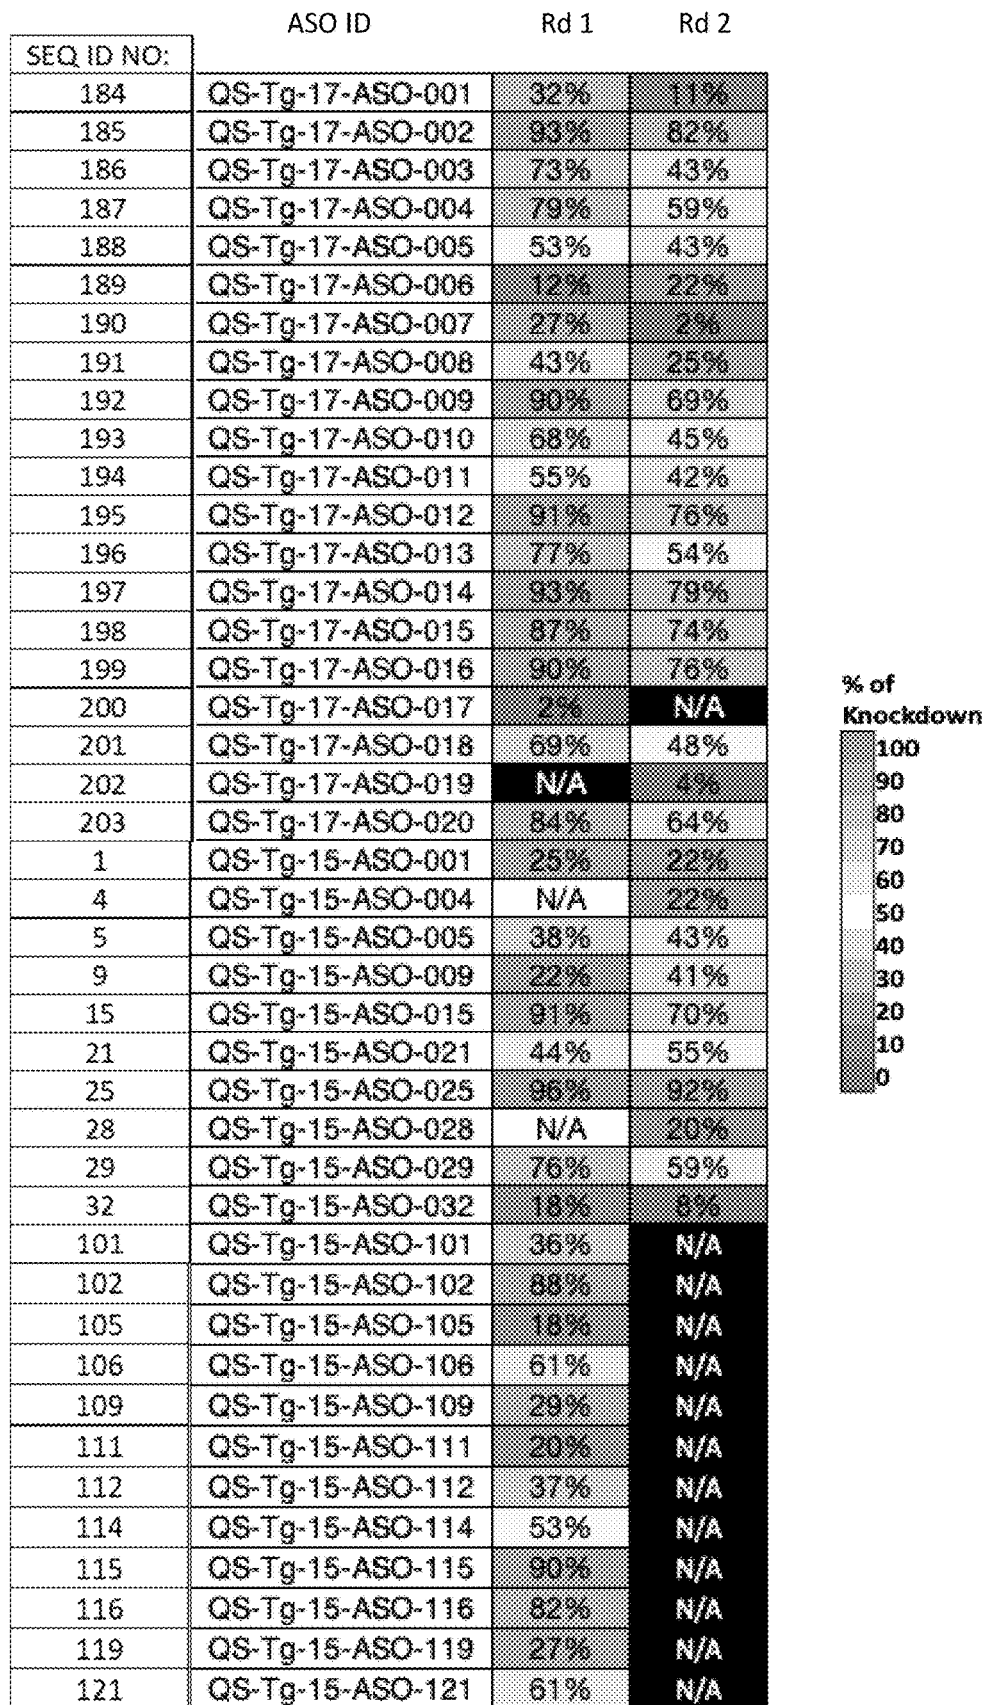 ASO ID Rd 1 Rd 2
SEQ ID NO:
184 QS-Tg-17-ASO-001 32% 11%
185 QS-Tg-17-ASO-002 93% 82%
186 QS-Tg-17-ASO-003 73% 43%
187 QS-Tg-17-ASO-004 79% 59%
188 QS-Tg-17-ASO-005 53% 43%
189 QS-Tg-17-ASO-006 12% 22%
190 QS-Tg-17-ASO-007 27% 2%
191 QS-Tg-17-ASO-008 43% 25%
192 QS-Tg-17-ASO-009 90% 69%
193 QS-Tg-17-ASO-010 68% 45%
194 QS-Tg-17-ASO-011 55% 42%
195 QS-Tg-17-ASO-012 91% 76%
196 QS-Tg-17-ASO-013 77% 54%
197 QS-Tg-17-ASO-014 93% 79%
198 QS-Tg-17-ASO-015 87% 74%
199 QS-Tg-17-ASO-016 90% 76%
200 QS-Tg-17-ASO-017 2% N/A
201 QS-Tg-17-ASO-018 69% 48%
202 QS-Tg-17-ASO-019 N/A 4%
203 QS-Tg-17-ASO-020 84% 64%
1 QS-Tg-15-ASO-001 25% 22%
4 QS-Tg-15-ASO-004 N/A 22%
5 QS-Tg-15-ASO-005 38% 43%
9 QS-Tg-15-ASO-009 22% 41%
15 QS-Tg-15-ASO-015 91% 70%
21 QS-Tg-15-ASO-021 44% 55%
25 QS-Tg-15-ASO-025 96% 92%
28 QS-Tg-15-ASO-028 N/A 20%
29 QS-Tg-15-ASO-029 76% 59%
32 QS-Tg-15-ASO-032 18% 8%
101 QS-Tg-15-ASO-101 36% N/A
102 QS-Tg-15-ASO-102 88% N/A
105 QS-Tg-15-ASO-105 18% N/A
106 QS-Tg-15-ASO-106 61% N/A
109 QS-Tg-15-ASO-109 29% N/A
111 QS-Tg-15-ASO-111 20% N/A
112 QS-Tg-15-ASO-112 37% N/A
114 QS-Tg-15-ASO-114 53% N/A
115 QS-Tg-15-ASO-115 90% N/A
116 QS-Tg-15-ASO-116 82% N/A
119 QS-Tg-15-ASO-119 27% N/A
121 QS-Tg-15-ASO-121 61% N/A
% of
Knockdown
100
90
80
70
60
50
40
30
20
10
0